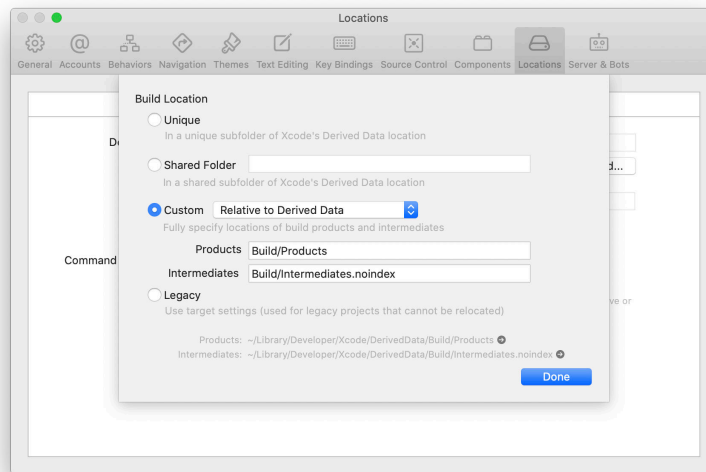 Locations
General Accounts Behaviors Navigation Themes Text Editing Key Bindings Source Control Components Locations Server & Bots
Build Location
Unique
In a unique subfolder of Xcode's Derived Data location
De
Shared Folder
d...
In a shared subfolder of Xcode's Derived Data location
Custom Relative to Derived Data
Fully specify locations of build products and intermediates
Products Build/Products
Command
Intermediates Build/Intermediates.noindex
Legacy
Use target settings (used for legacy projects that cannot be relocated)
ve or
Products: ~/Library/Developer/Xcode/DerivedData/Build/Products
Intermediates: ~/Library/Developer/Xcode/DerivedData/Build/Intermediates.noindex
Done